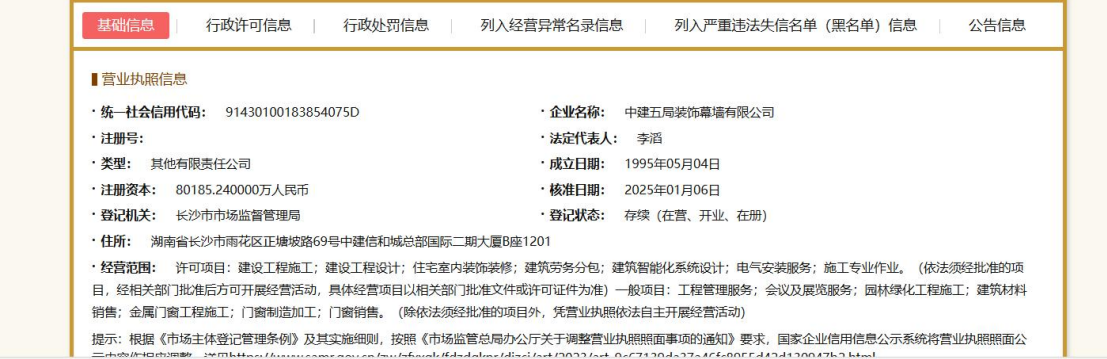 基础信息 行政许可信息 行政处罚信息 列入经营异常名录信息 列入严重违法失信名单（黑名单）信息 公告信息
营业执照信息
· 统一社会信用代码： 91430100183854075D · 企业名称： 中建五局装饰幕墙有限公司
· 注册号： · 法定代表人： 李滔
· 类型： 其他有限责任公司 · 成立日期： 1995年05月04日
· 注册资本： 80185.240000万人民币 · 核准日期： 2025年01月06日
· 登记机关： 长沙市市场监督管理局 · 登记状态： 存续（在营、开业、在册）
· 住所： 湖南省长沙市雨花区正塘坡路69号中建信和城总部国际二期大厦B座1201
· 经营范围： 许可项目：建设工程施工；建设工程设计；住宅室内装饰装修；建筑劳务分包；建筑智能化系统设计；电气安装服务；施工专业作业。（依法须经批准的项
目，经相关部门批准后方可开展经营活动，具体经营项目以相关部门批准文件或许可证件为准）一般项目：工程管理服务；会议及展览服务；园林绿化工程施工；建筑材料
销售；金属门窗工程施工；门窗制造加工；门窗销售。（除依法须经批准的项目外，凭营业执照依法自主开展经营活动）
提示：根据《市场主体登记管理条例》及其实施细则，按照《市场监管总局办公厅关于调整营业执照照面事项的通知》要求，国家企业信用信息公示系统将营业执照照面公